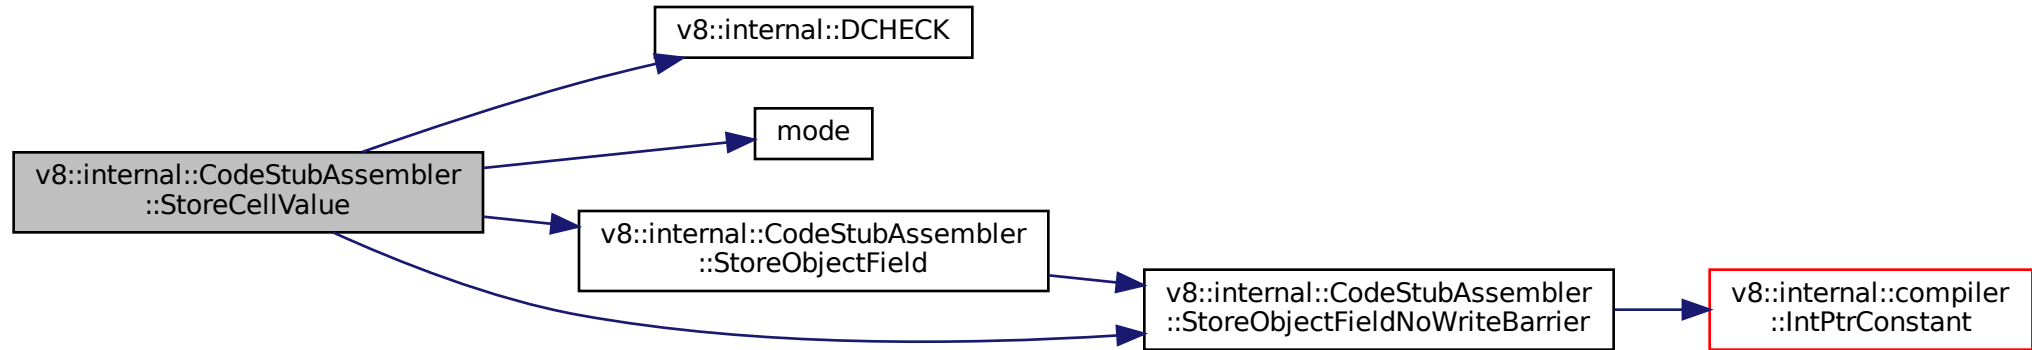 v8::internal::DCHECK
mode
v8::internal::CodeStubAssembler
::StoreCellValue
v8::internal::CodeStubAssembler
::StoreObjectField
v8::internal::CodeStubAssembler
::StoreObjectFieldNoWriteBarrier
v8::internal::compiler
::IntPtrConstant